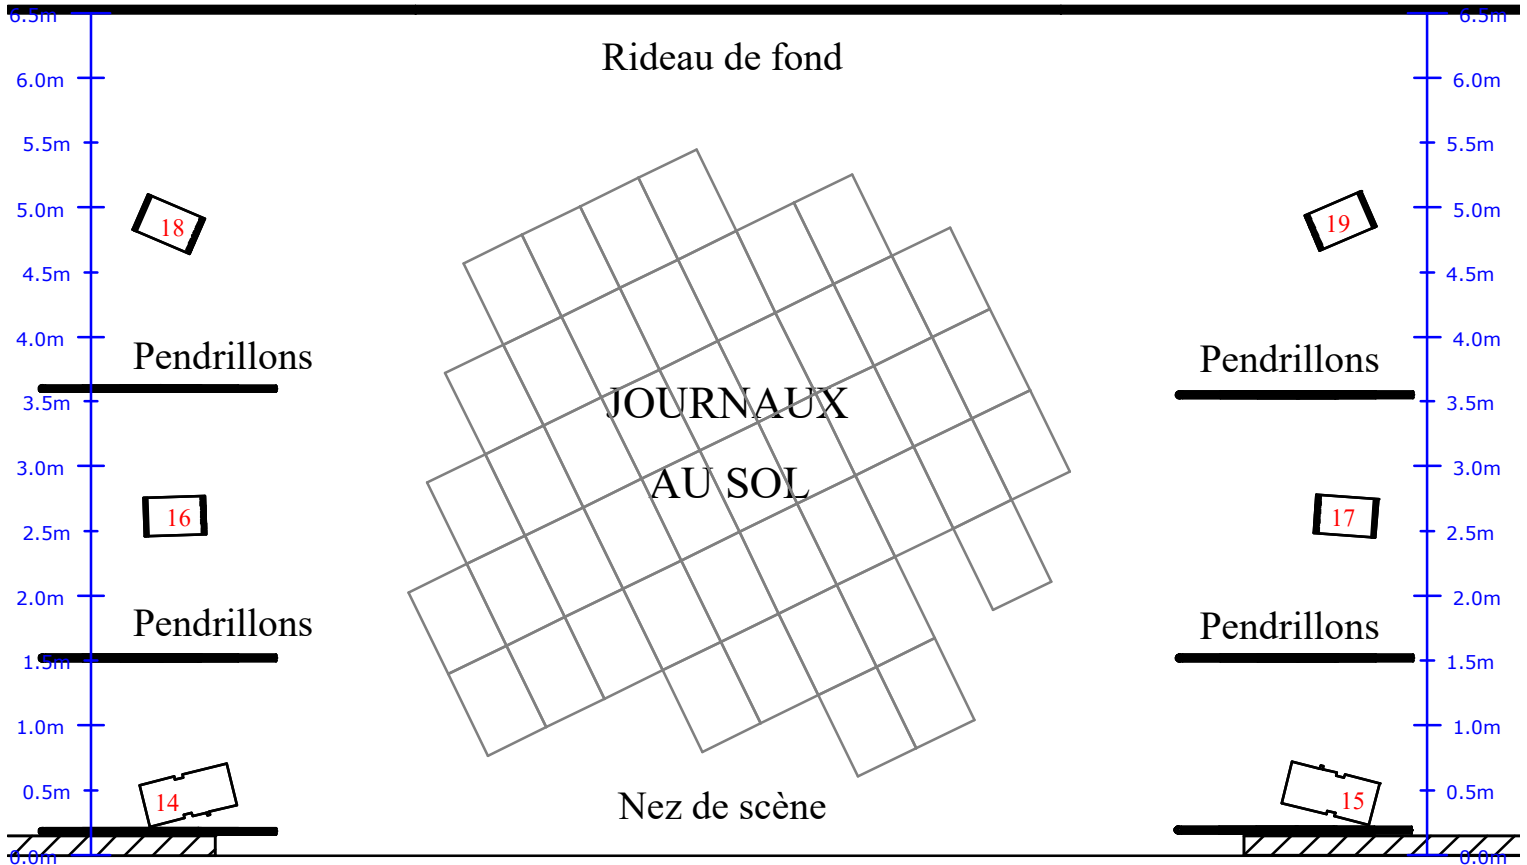 6.5m 6.5m
Rideau de fond
6.0m 6.0m
5.5m 5.5m
5.0m 5.0m
18 19
4.5m 4.5m
4.0m 4.0m
Pendrillons Pendrillons
3.5m JOURNAUX 3.5m
3.0m 3.0m
AU SOL
2.5m 16 17 2.5m
2.0m 2.0m
Pendrillons Pendrillons
1.5m 1.5m
1.0m 1.0m
0.5m 0.5m
14 Nez de scène 15
0.0m 0.0m